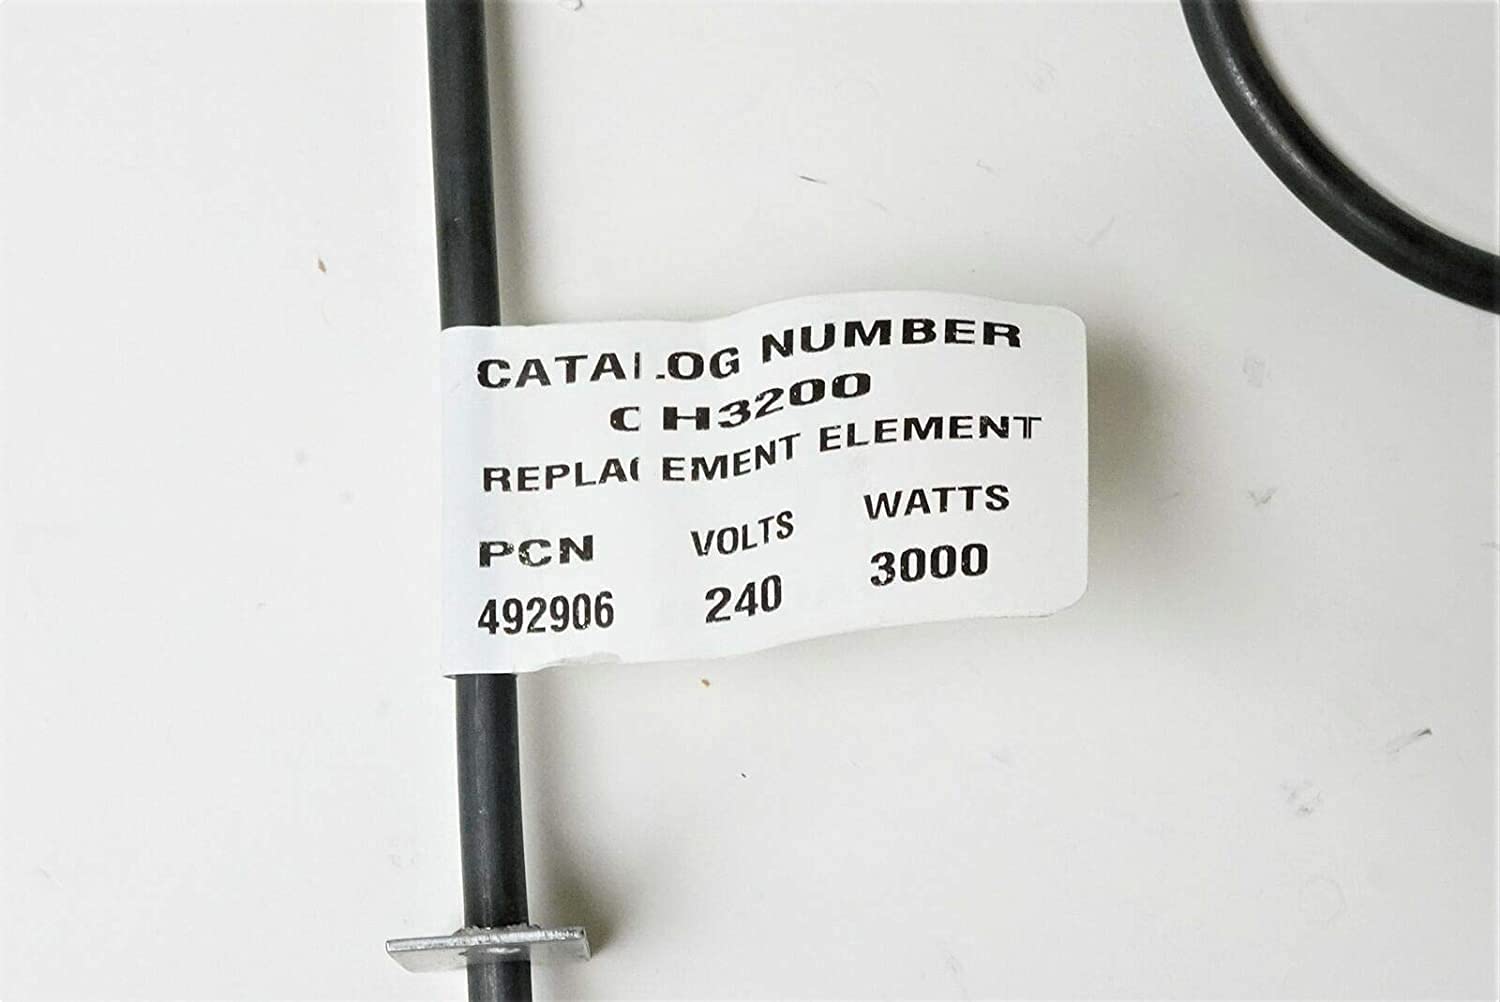 CATALOG NUMBER
CH3200
REPLACEMENT ELEMENT
PCN VOLTS WATTS
492906 240 3000